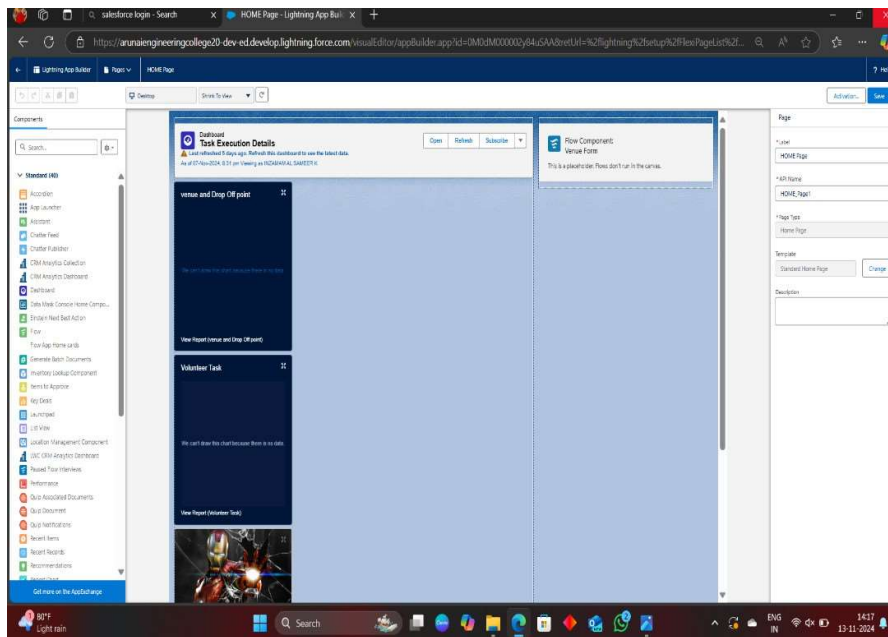 salesforce login - Search
HOME Page - Lightning App Bui
https://arunaiengineeringcollege20-dev-ed.develop.lightning.force.com/visualEditor/appBuilder.app?id=0M0dM000002y84uSAA&retUrl=%2flightning%2fsetup%2fFlexiPageList%2f...
Lightning App Builder
Pages
HOME Page
? Hel
Desktop
Shrink To View
Activation...
Save
Components
Search...
Standard (40)
Accordion
App Launcher
Assistant
Chatter Feed
Chatter Publisher
CRM Analytics Collection
CRM Analytics Dashboard
Dashboard
Data Mask Console Home Compo...
Einstein Next Best Action
Flow
Flow App Home cards
Generate Batch Documents
Inventory Lookup Component
Items to Approve
Key Deals
Launchpad
List View
Location Management Component
LWC CRM Analytics Dashboard
Paused Flow Interviews
Performance
Quip Associated Documents
Quip Document
Quip Notifications
Recent Items
Recent Records
Recommendations
Report Chart
Get more on the AppExchange
Dashboard
Task Execution Details
Last refreshed 5 days ago. Refresh this dashboard to see the latest data.
As of 07-Nov-2024, 8:31 pm Viewing as INZAMAM AL SAMEER K
Open
Refresh
Subscribe
venue and Drop Off point
We can't draw this chart because there is no data.
View Report (venue and Drop Off point)
Volunteer Task
We can't draw this chart because there is no data.
View Report (Volunteer Task)
Flow Component:
Venue Form
This is a placeholder. Flows don't run in the canvas.
Page
*Label
HOME Page
*API Name
HOME_Page1
*Page Type
Home Page
Template
Standard Home Page
Change
Description
80°F
Light rain
Search
ENG
IN
14:17
13-11-2024